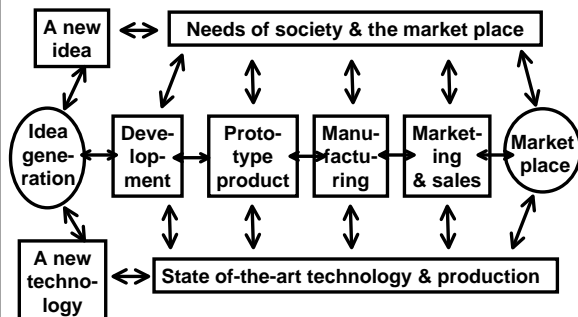 A new
idea
Needs of society & the market place
Idea
gene-
ration
Deve-
lop-
ment
Proto-
type
product
Manu-
factu-
ring
Market-
ing
& sales
Market
place
A new
techno-
logy
State of-the-art technology & production